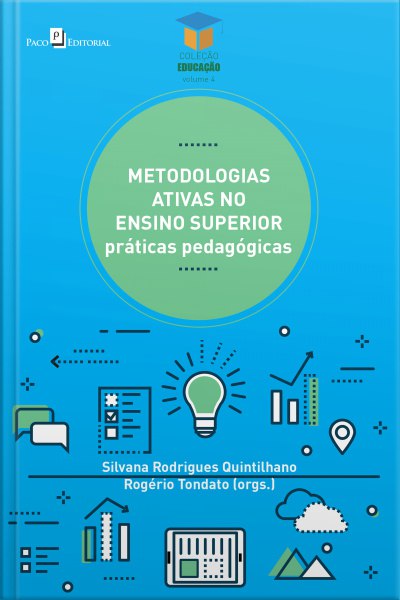 PACO P EDITORIAL
COLEÇÃO
EDUCAÇÃO
volume 4
METODOLOGIAS
ATIVAS NO
ENSINO SUPERIOR
práticas pedagógicas
Silvana Rodrigues Quintilhano
Rogério Tondato (orgs.)